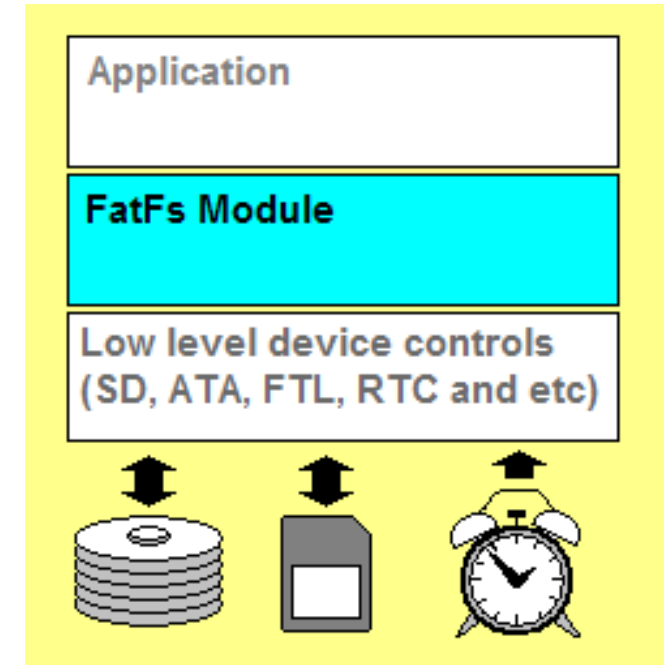 Application
FatFs Module
Low level device controls
(SD, ATA, FTL, RTC and etc)